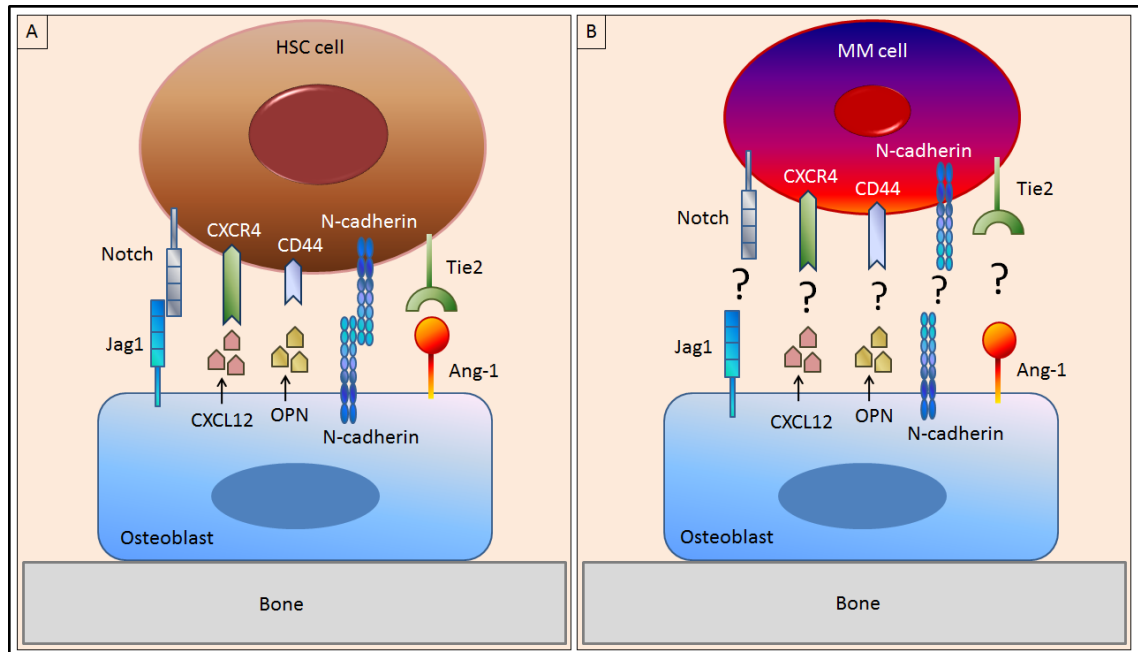 A
HSC cell
CXCR4
N-cadherin
CD44
Notch
Tie2
Jag1
Ang-1
CXCL12
OPN
N-cadherin
Osteoblast
Bone
B
MM cell
N-cadherin
CXCR4
CD44
Tie2
Notch
? ? ? ? ?
Jag1
Ang-1
CXCL12
OPN
N-cadherin
Osteoblast
Bone